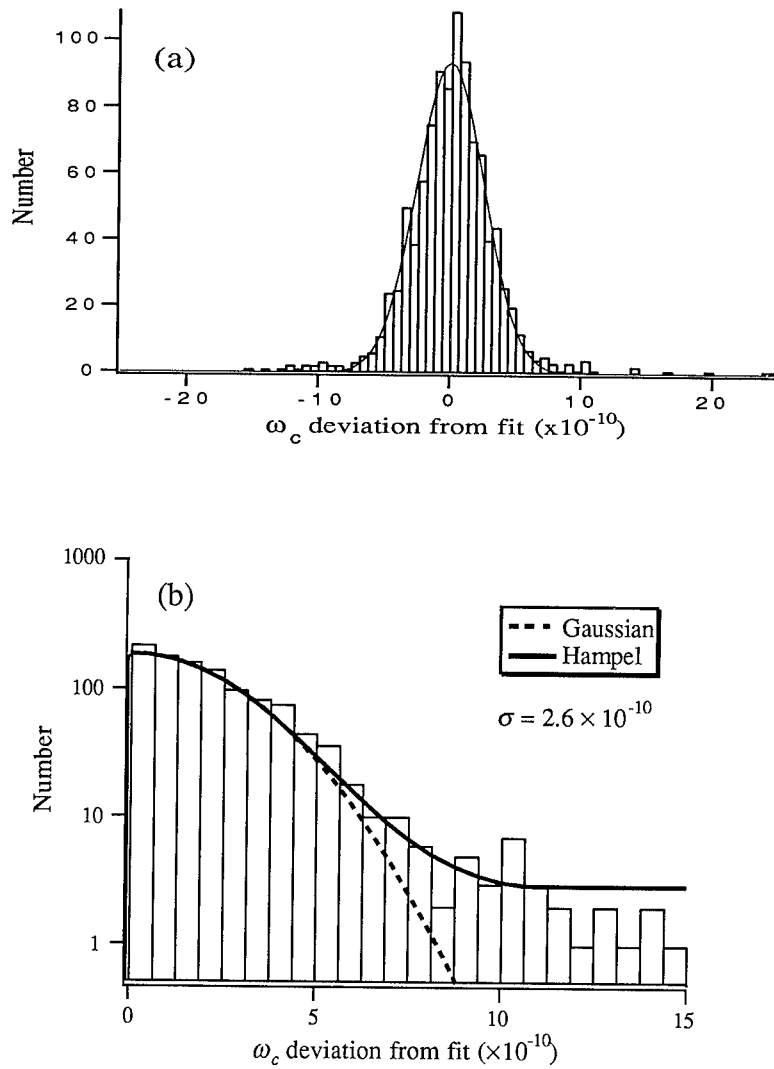 (a)
100
80
60
40
20
0
Number
-20 -10 0 10 20
ω_c deviation from fit (x10^-10)
(b)
1000
100
10
1
Number
Gaussian
Hampel
σ = 2.6 × 10^-10
0 5 10 15
ω_c deviation from fit (×10^-10)